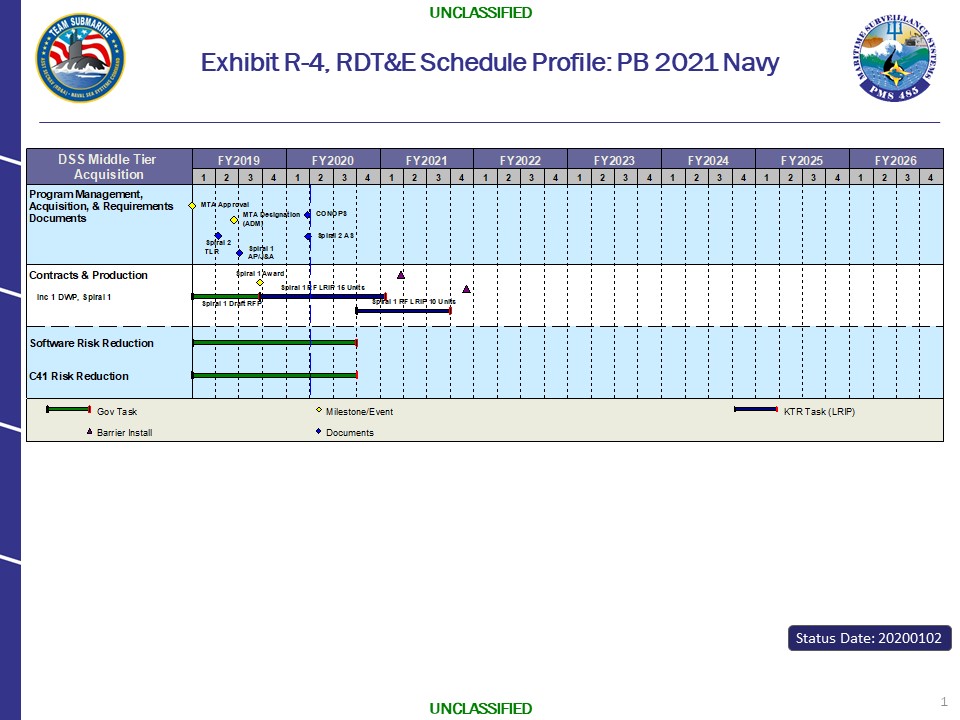 UNCLASSIFIED
TEAM SUBMARINE
NAVAL SEA SYSTEMS COMMAND
Exhibit R-4, RDT&E Schedule Profile: PB 2021 Navy
MARITIME SURVEILLANCE SYSTEMS
PMS 485
DSS Middle Tier
Acquisition
FY2019 FY2020 FY2021 FY2022 FY2023 FY2024 FY2025 FY2026
1 2 3 4 1 2 3 4 1 2 3 4 1 2 3 4 1 2 3 4 1 2 3 4 1 2 3 4 1 2 3 4
Program Management,
Acquisition, & Requirements
Documents
MTA Approval
MTA Designation
(ADM)
CONOPS
Spiral 2
TLR
Spiral 1
AP/J&A
Spiral 2 AS
Contracts & Production
Spiral 1 Award
Inc 1 DWP, Spiral 1
Spiral 1 RF LRIP 15 Units
Spiral 1 Draft RFP
Spiral 1 RF LRIP 10 Units
Software Risk Reduction
C41 Risk Reduction
Gov Task
Milestone/Event
KTR Task (LRIP)
Barrier Install
Documents
Status Date: 20200102
UNCLASSIFIED
1